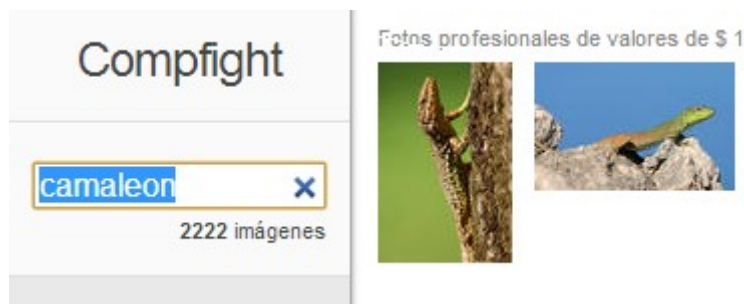 Compfight
camaleon
2222 imágenes
Fotos profesionales de valores de $ 1